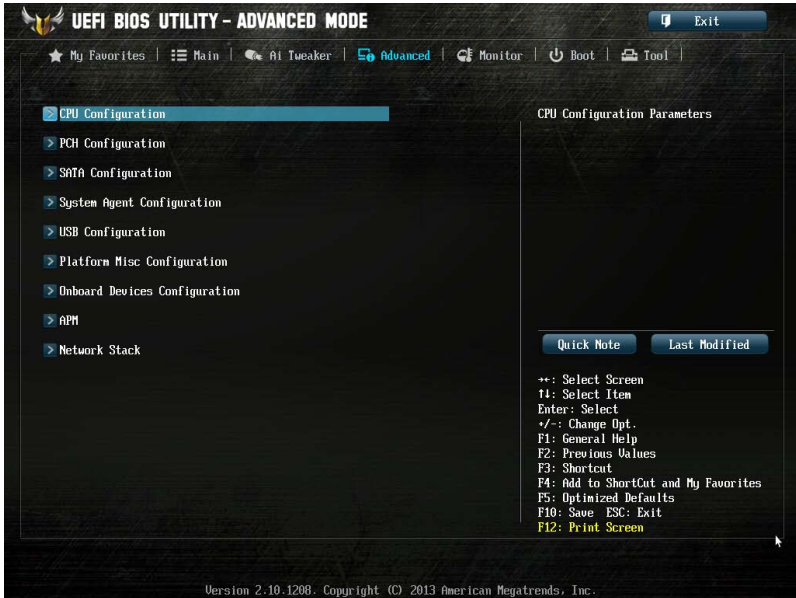 UEFI BIOS UTILITY - ADVANCED MODE
Exit
My Favorites
Main
Ai Tweaker
Advanced
Monitor
Boot
Tool
CPU Configuration
PCH Configuration
SATA Configuration
System Agent Configuration
USB Configuration
Platform Misc Configuration
Onboard Devices Configuration
APM
Network Stack
CPU Configuration Parameters
Quick Note
Last Modified
→←: Select Screen
↑↓: Select Item
Enter: Select
+/-: Change Opt.
F1: General Help
F2: Previous Values
F3: Shortcut
F4: Add to ShortCut and My Favorites
F5: Optimized Defaults
F10: Save ESC: Exit
F12: Print Screen
Version 2.10.1208. Copyright (C) 2013 American Megatrends, Inc.